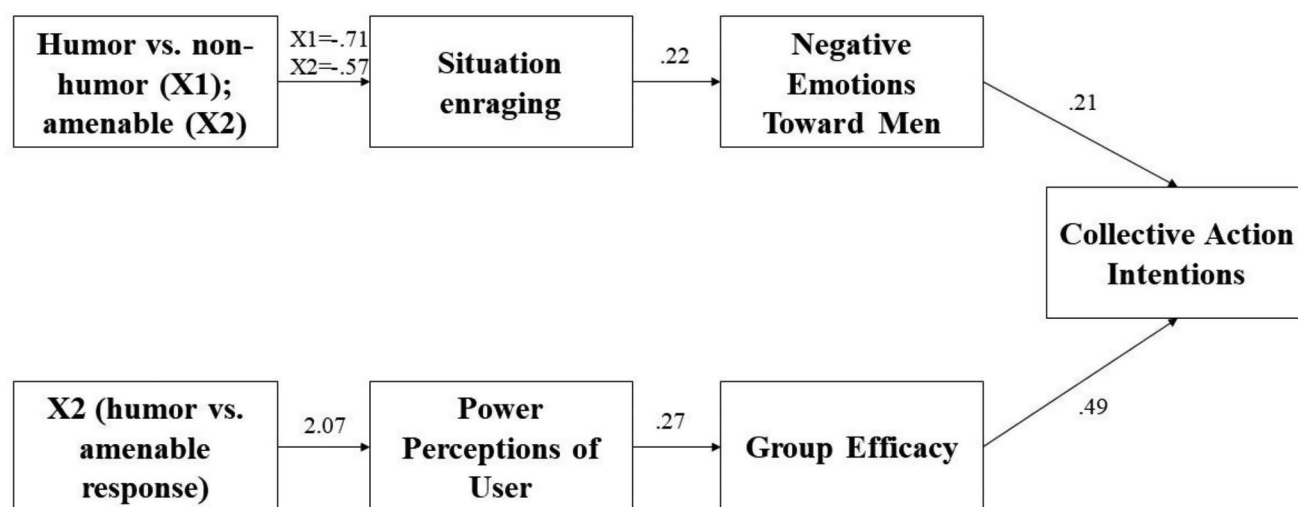 Humor vs. non-
humor (X1);
amenable (X2)
X1=-.71
X2=-.57
Situation
enraging
.22
Negative
Emotions
Toward Men
.21
Collective Action
Intentions
X2 (humor vs.
amenable
response)
2.07
Power
Perceptions of
User
.27
Group Efficacy
.49